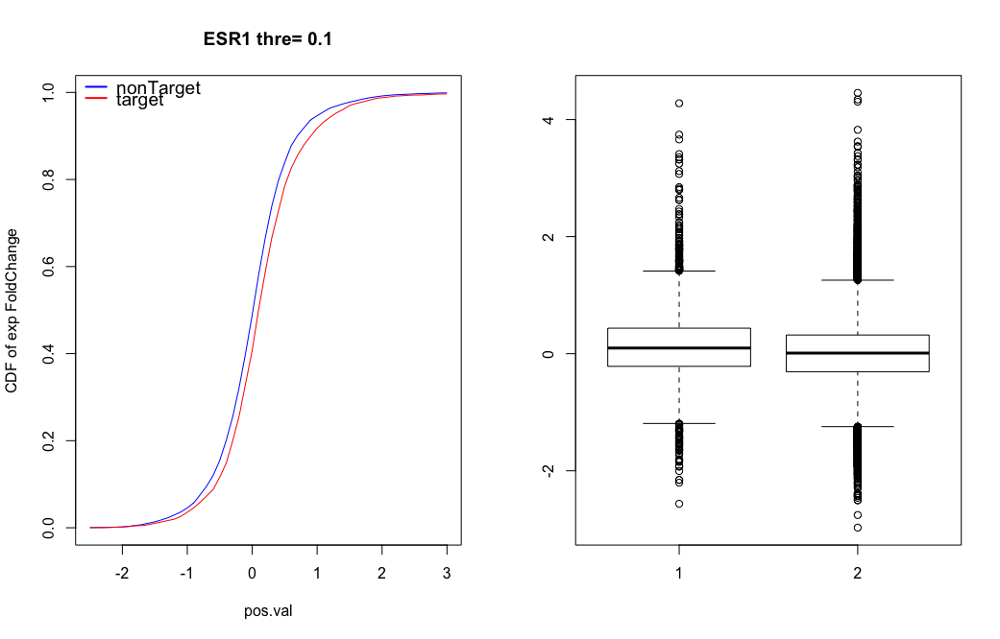 ESR1 thre= 0.1
nonTarget
target
CDF of exp FoldChange
1.0
0.8
0.6
0.4
0.2
0.0
-2 -1 0 1 2 3
pos.val
4
2
0
-2
1 2